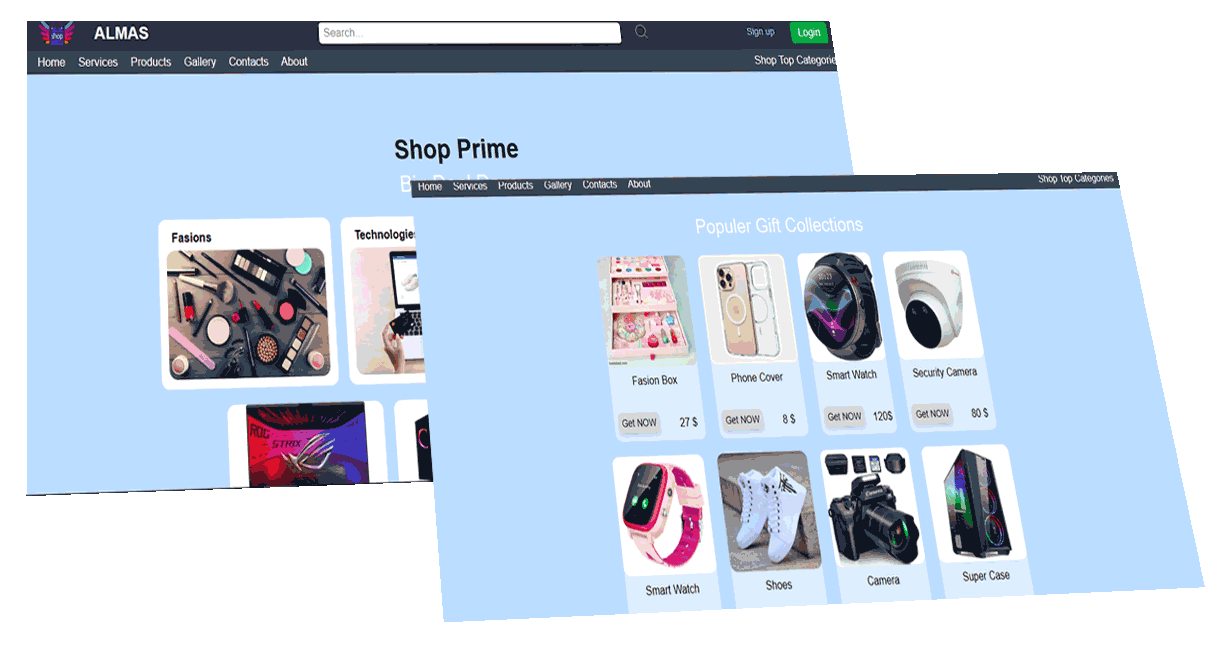 shop
ALMAS
Search...
Sign up
Login
Home Services Products Gallery Contacts About
Shop Top Categorie
Shop Prime
Fasions
Technologies
ROG
STRIX
Home Services Products Gallery Contacts About
Shop Top Categories
Populer Gift Collections
Fasion Box
Phone Cover
Smart Watch
Security Camera
Get NOW 27 $
Get NOW 8 $
Get NOW 120$
Get NOW 80 $
Smart Watch
Shoes
Camera
Super Case